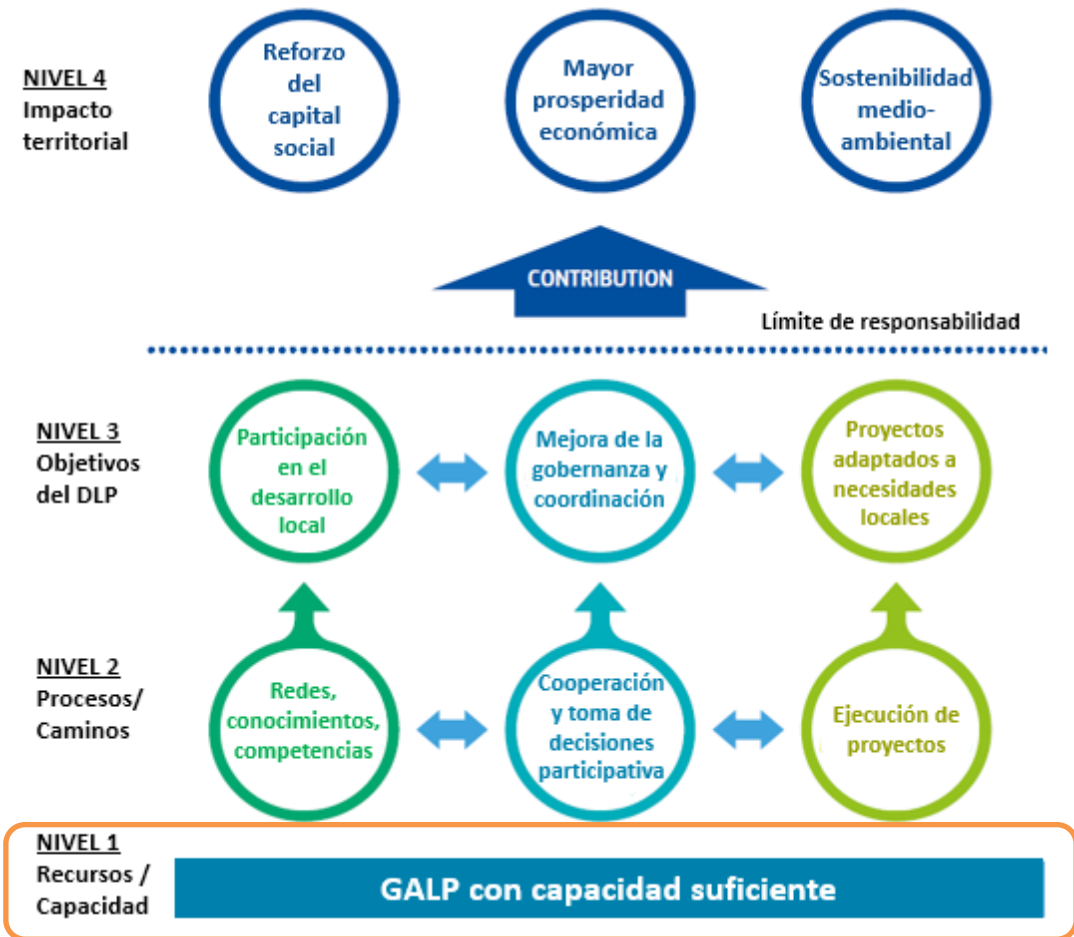 NIVEL 4
Impacto
territorial
Reforzo
del
capital
social
Mayor
prosperidad
económica
Sostenibilidad
medio-
ambiental
CONTRIBUTION
Límite de responsabilidad
NIVEL 3
Objetivos
del DLP
Participación
en el
desarrollo
local
Mejora de la
gobernanza y
coordinación
Proyectos
adaptados a
necesidades
locales
NIVEL 2
Procesos/
Caminos
Redes,
conocimientos,
competencias
Cooperación
y toma de
decisiones
participativa
Ejecución de
proyectos
NIVEL 1
Recursos /
Capacidad
GALP con capacidad suficiente